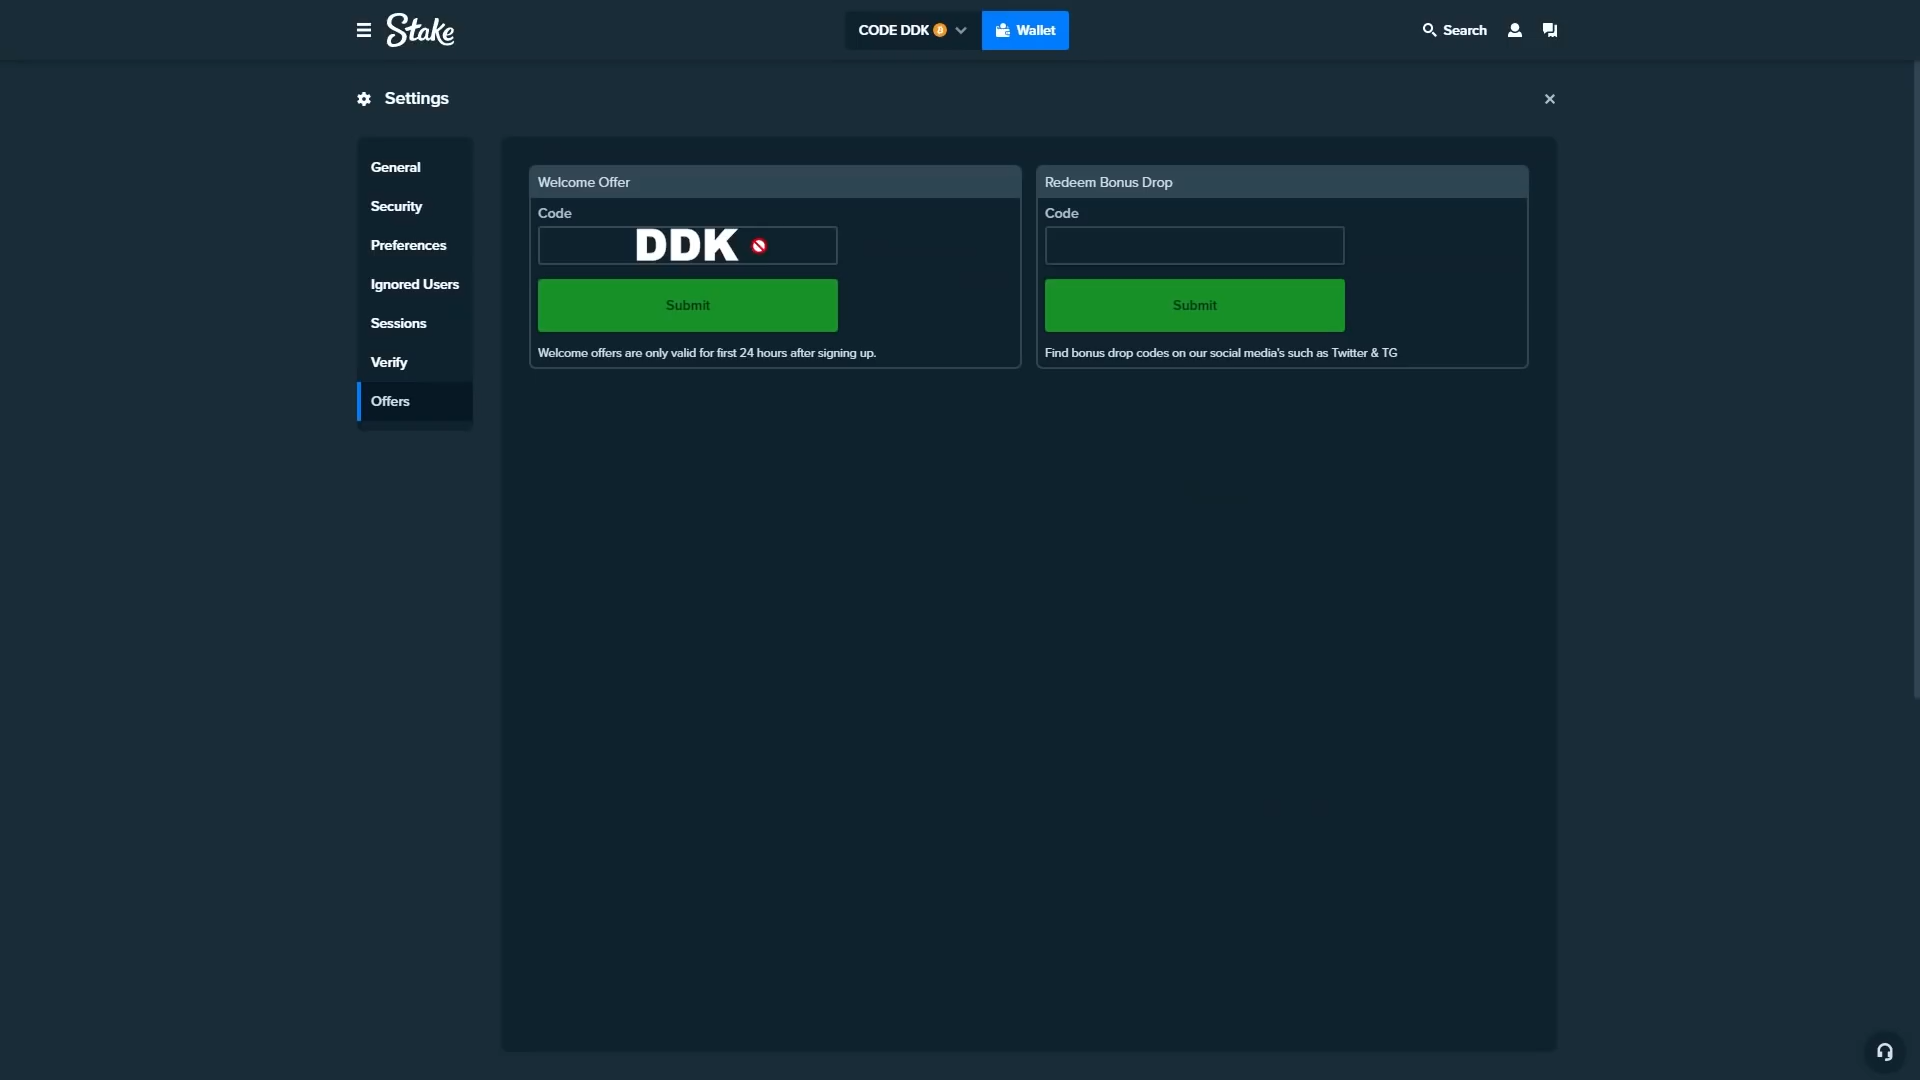 Stake
CODE DDK
Wallet
Search
Settings
General
Security
Preferences
Ignored Users
Sessions
Verify
Offers
Welcome Offer
Code
DDK
Submit
Welcome offers are only valid for first 24 hours after signing up.
Redeem Bonus Drop
Code
Submit
Find bonus drop codes on our social media's such as Twitter & TG